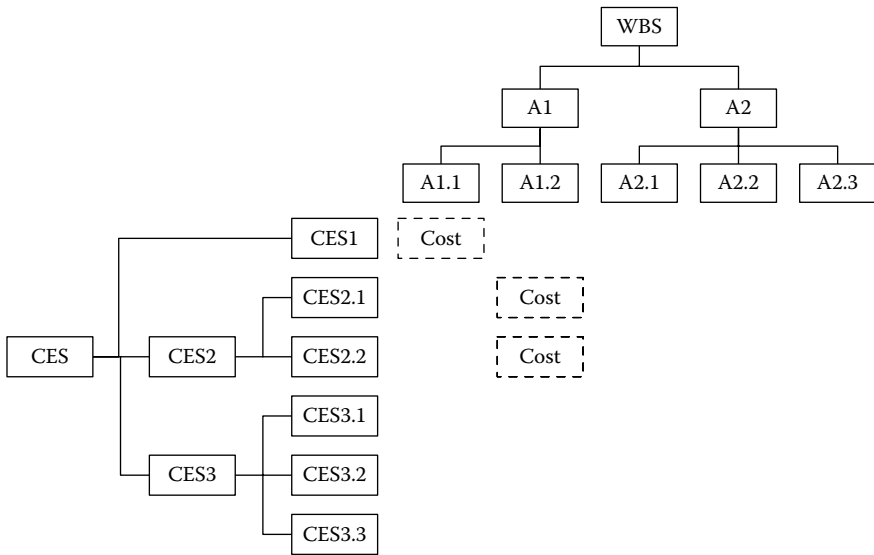 WBS
A1 A2
A1.1 A1.2 A2.1 A2.2 A2.3
CES1 Cost
CES2.1 Cost
CES CES2 CES2.2 Cost
CES3.1
CES3 CES3.2
CES3.3